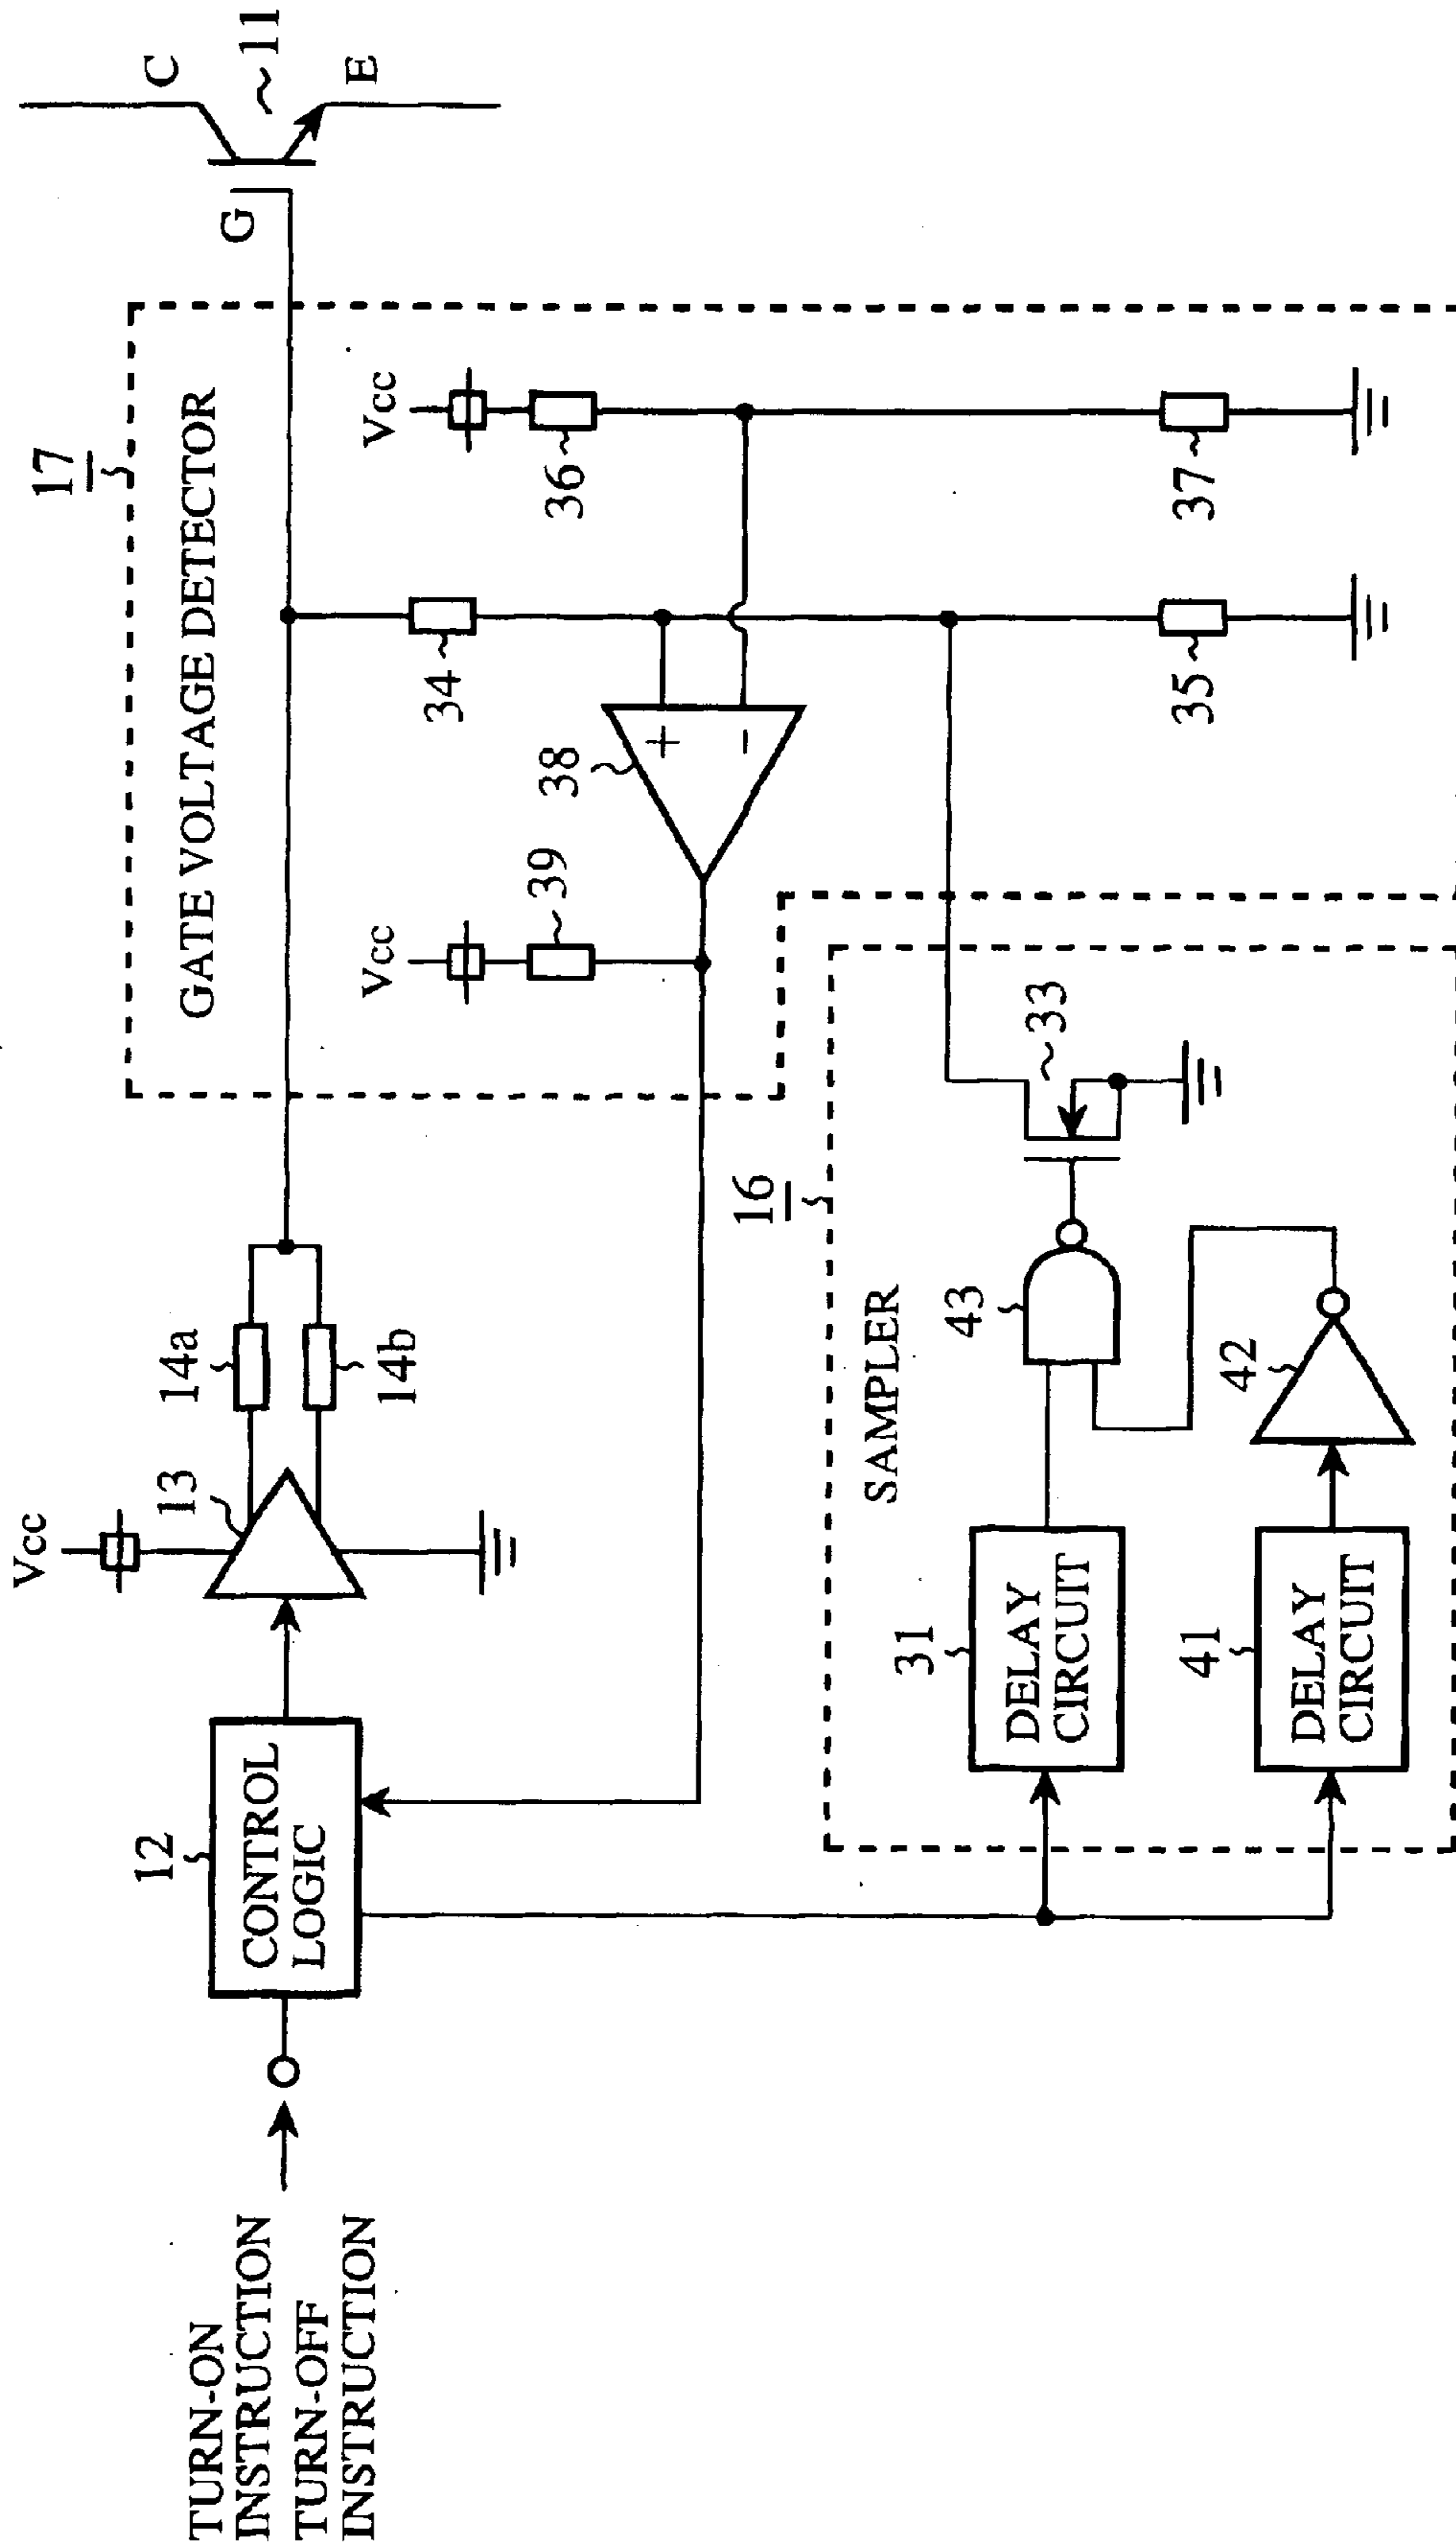 TURN-ON
INSTRUCTION
TURN-OFF
INSTRUCTION
12
CONTROL
LOGIC
Vcc
13
14a
14b
17
GATE VOLTAGE DETECTOR
G
C
E
11
Vcc
39
38
+
-
34
Vcc
36
35
37
16
SAMPLER
31
DELAY
CIRCUIT
41
DELAY
CIRCUIT
42
43
33